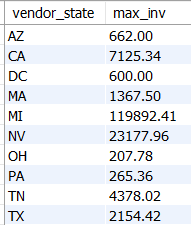 vendor_state max_inv
AZ 662.00
CA 7125.34
DC 600.00
MA 1367.50
MI 119892.41
NV 23177.96
OH 207.78
PA 265.36
TN 4378.02
TX 2154.42